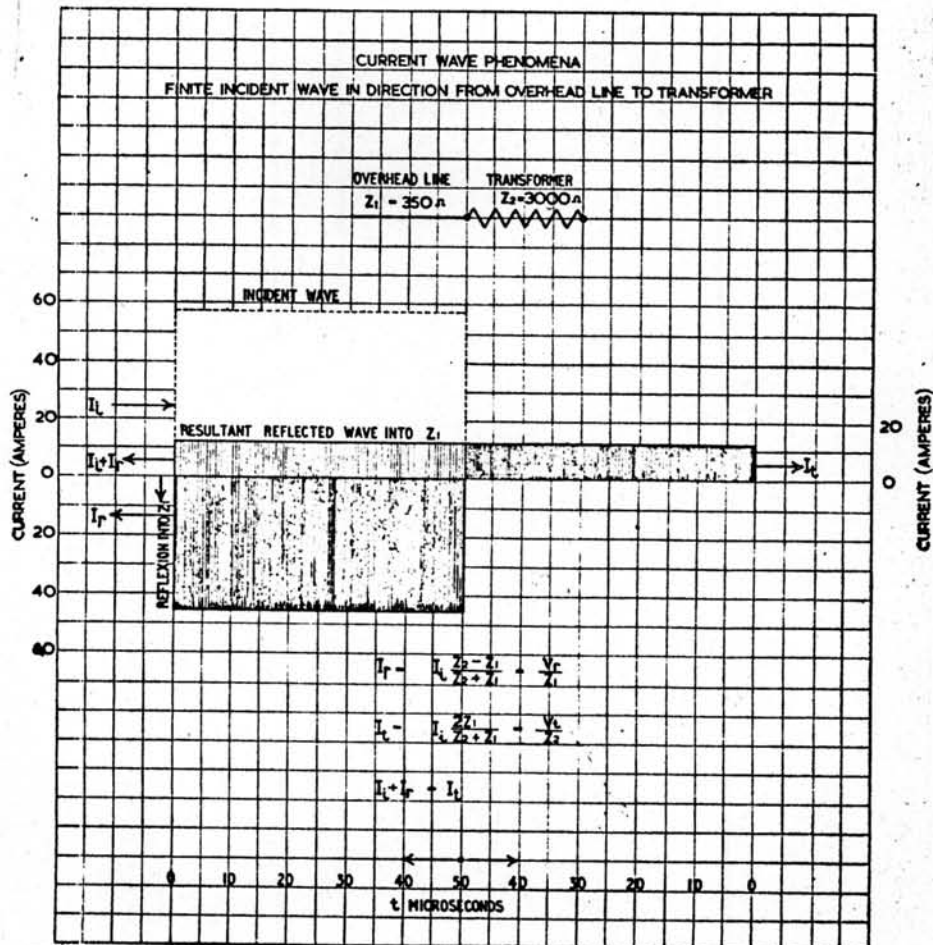 CURRENT WAVE PHENOMENA
FINITE INCIDENT WAVE IN DIRECTION FROM OVERHEAD LINE TO TRANSFORMER
OVERHEAD LINE TRANSFORMER
Z₁ = 350 Ω Z₂=3000 Ω
INCIDENT WAVE
60
40
20
0
20
40
60
CURRENT (AMPERES)
Iᵢ
Iᵢ+Iᵣ
Iᵣ
REFLEXION INTO Z₁
RESULTANT REFLECTED WAVE INTO Z₁
Iₜ
20
0
CURRENT (AMPERES)
Iᵣ = Iᵢ (Z₂ - Z₁)/(Z₂ + Z₁) = Vᵣ/Z₁
Iₜ = Iᵢ 2Z₁/(Z₂ + Z₁) = Vₜ/Z₂
Iᵢ+Iᵣ = Iₜ
0 10 20 30 40 50 40 30 20 10 0
t MICROSECONDS